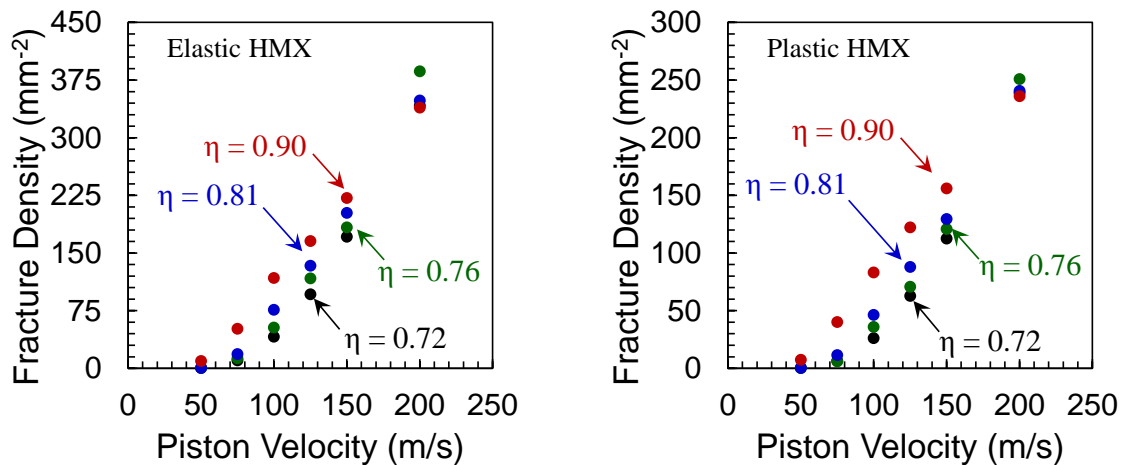 450
375
300
225
150
75
0
Fracture Density (mm-2)
Elastic HMX
η = 0.90
η = 0.81
η = 0.76
η = 0.72
0 50 100 150 200 250
Piston Velocity (m/s)
300
250
200
150
100
50
0
Fracture Density (mm-2)
Plastic HMX
η = 0.90
η = 0.81
η = 0.76
η = 0.72
0 50 100 150 200 250
Piston Velocity (m/s)